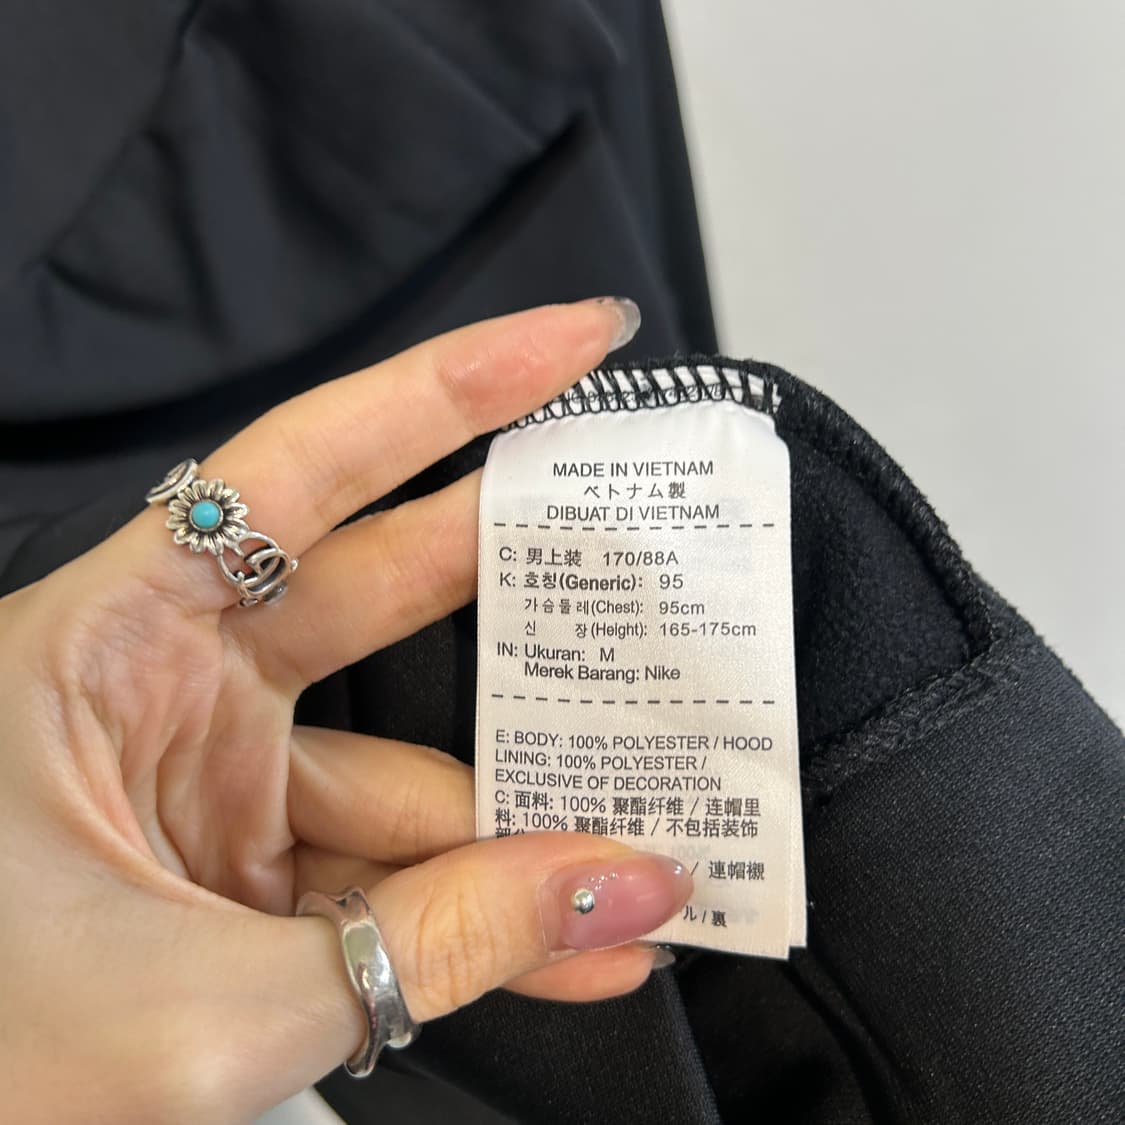 MADE IN VIETNAM
ベトナム製
DIBUAT DI VIETNAM
C: 男上装 170/88A
K: 호칭(Generic): 95
가슴둘레(Chest): 95cm
신 장(Height): 165-175cm
IN: Ukuran: M
Merek Barang: Nike
E: BODY: 100% POLYESTER / HOOD
LINING: 100% POLYESTER /
EXCLUSIVE OF DECORATION
C: 面料: 100% 聚酯纤维 / 连帽里
料: 100% 聚酯纤维 / 不包括装饰
/ 連帽襯
ル / 裏